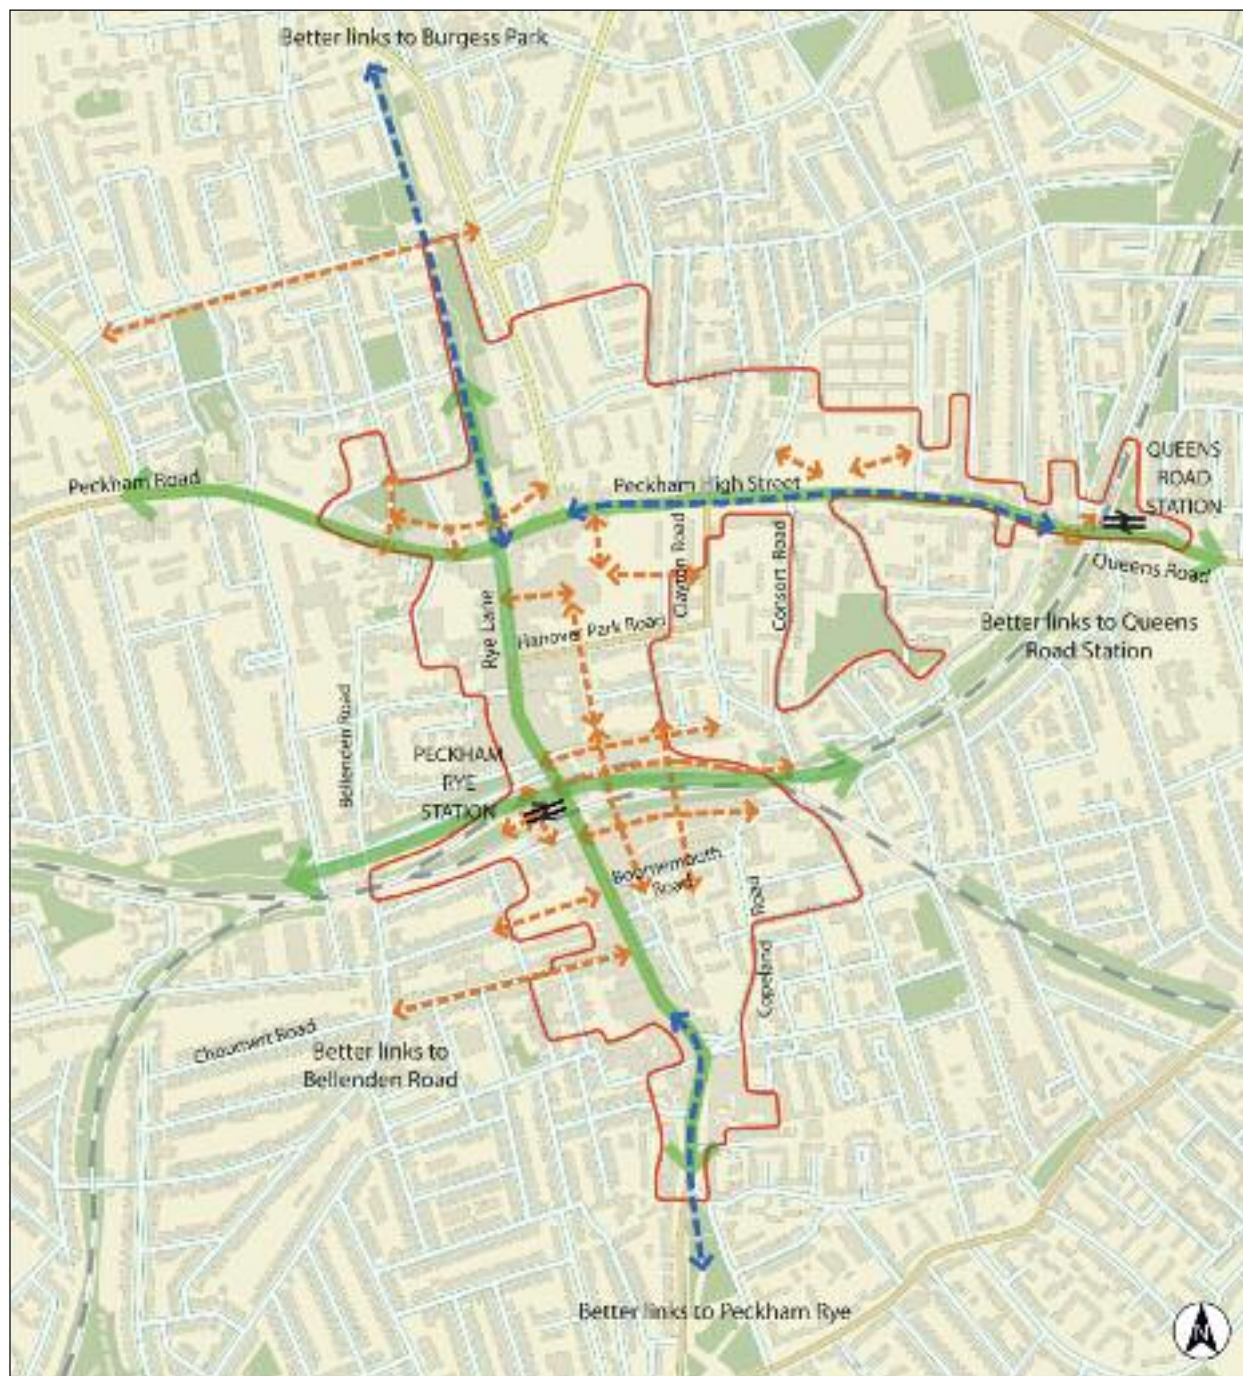 Better links to Burgess Park
Peckham Road
Peckham High Street
QUEENS
ROAD
STATION
Queens Road
Clayton Road
Consort Road
Rye Lane
Hanover Park Road
Better links to Queens
Road Station
Bellenden Road
PECKHAM
RYE
STATION
Bournemouth
Road
Copeland Road
Choumert Road
Better links to
Bellenden Road
Better links to Peckham Rye
N